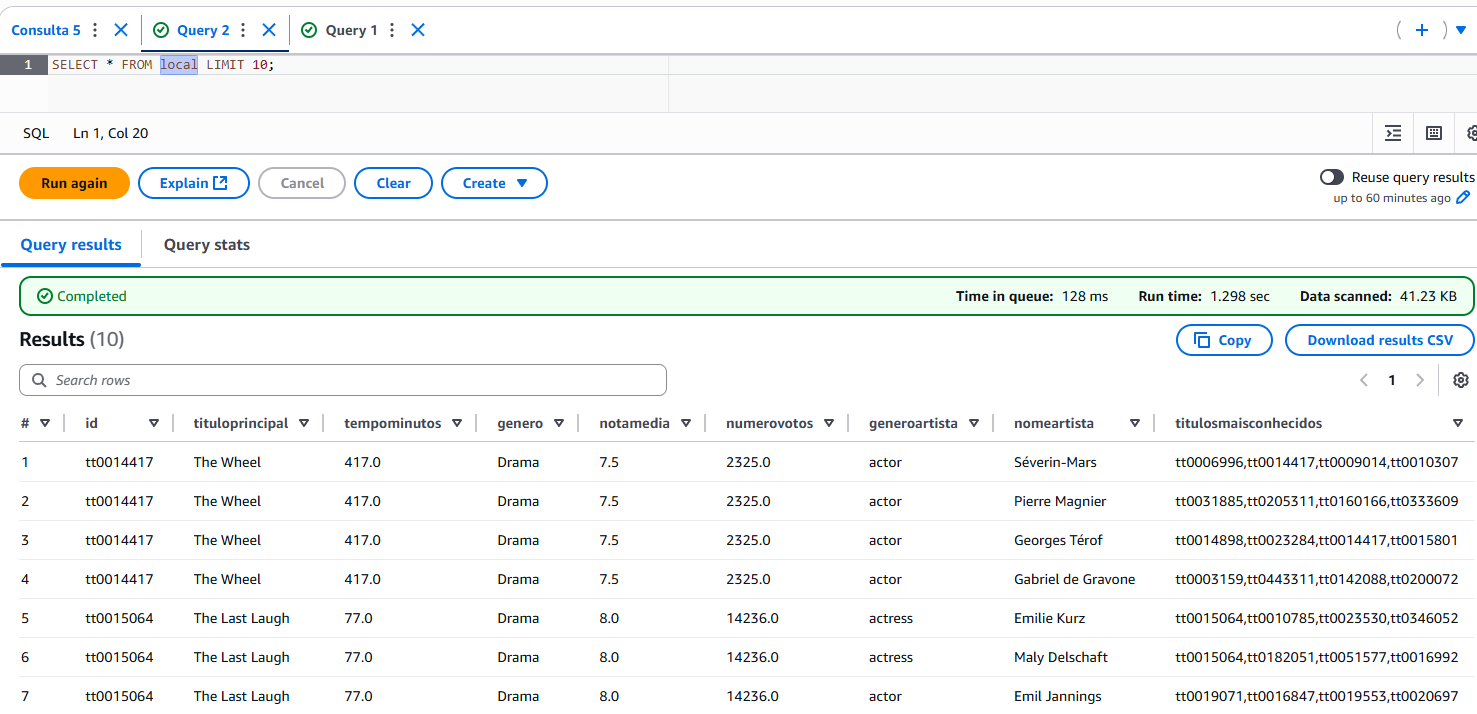 Consulta 5 Query 2 Query 1
1 SELECT * FROM local LIMIT 10;
SQL Ln 1, Col 20
Run again Explain Cancel Clear Create Reuse query results
up to 60 minutes ago
Query results Query stats
Completed Time in queue: 128 ms Run time: 1.298 sec Data scanned: 41.23 KB
Results (10) Copy Download results CSV
Search rows 1
# id tituloprincipal tempominutos genero notamedia numerovotos generoartista nomeartista titulosmaisconhecidos
1 tt0014417 The Wheel 417.0 Drama 7.5 2325.0 actor Séverin-Mars tt0006996,tt0014417,tt0009014,tt0010307
2 tt0014417 The Wheel 417.0 Drama 7.5 2325.0 actor Pierre Magnier tt0031885,tt0205311,tt0160166,tt0333609
3 tt0014417 The Wheel 417.0 Drama 7.5 2325.0 actor Georges Térof tt0014898,tt0023284,tt0014417,tt0015801
4 tt0014417 The Wheel 417.0 Drama 7.5 2325.0 actor Gabriel de Gravone tt0003159,tt0443311,tt0142088,tt0200072
5 tt0015064 The Last Laugh 77.0 Drama 8.0 14236.0 actress Emilie Kurz tt0015064,tt0010785,tt0023530,tt0346052
6 tt0015064 The Last Laugh 77.0 Drama 8.0 14236.0 actress Maly Delschaft tt0015064,tt0182051,tt0051577,tt0016992
7 tt0015064 The Last Laugh 77.0 Drama 8.0 14236.0 actor Emil Jannings tt0019071,tt0016847,tt0019553,tt0020697